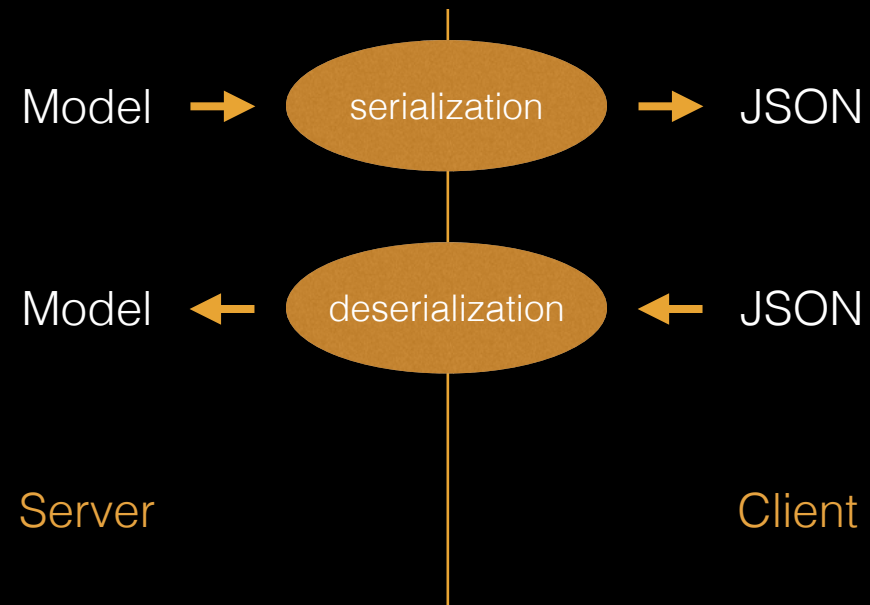 Model serialization JSON
Model deserialization JSON
Server Client